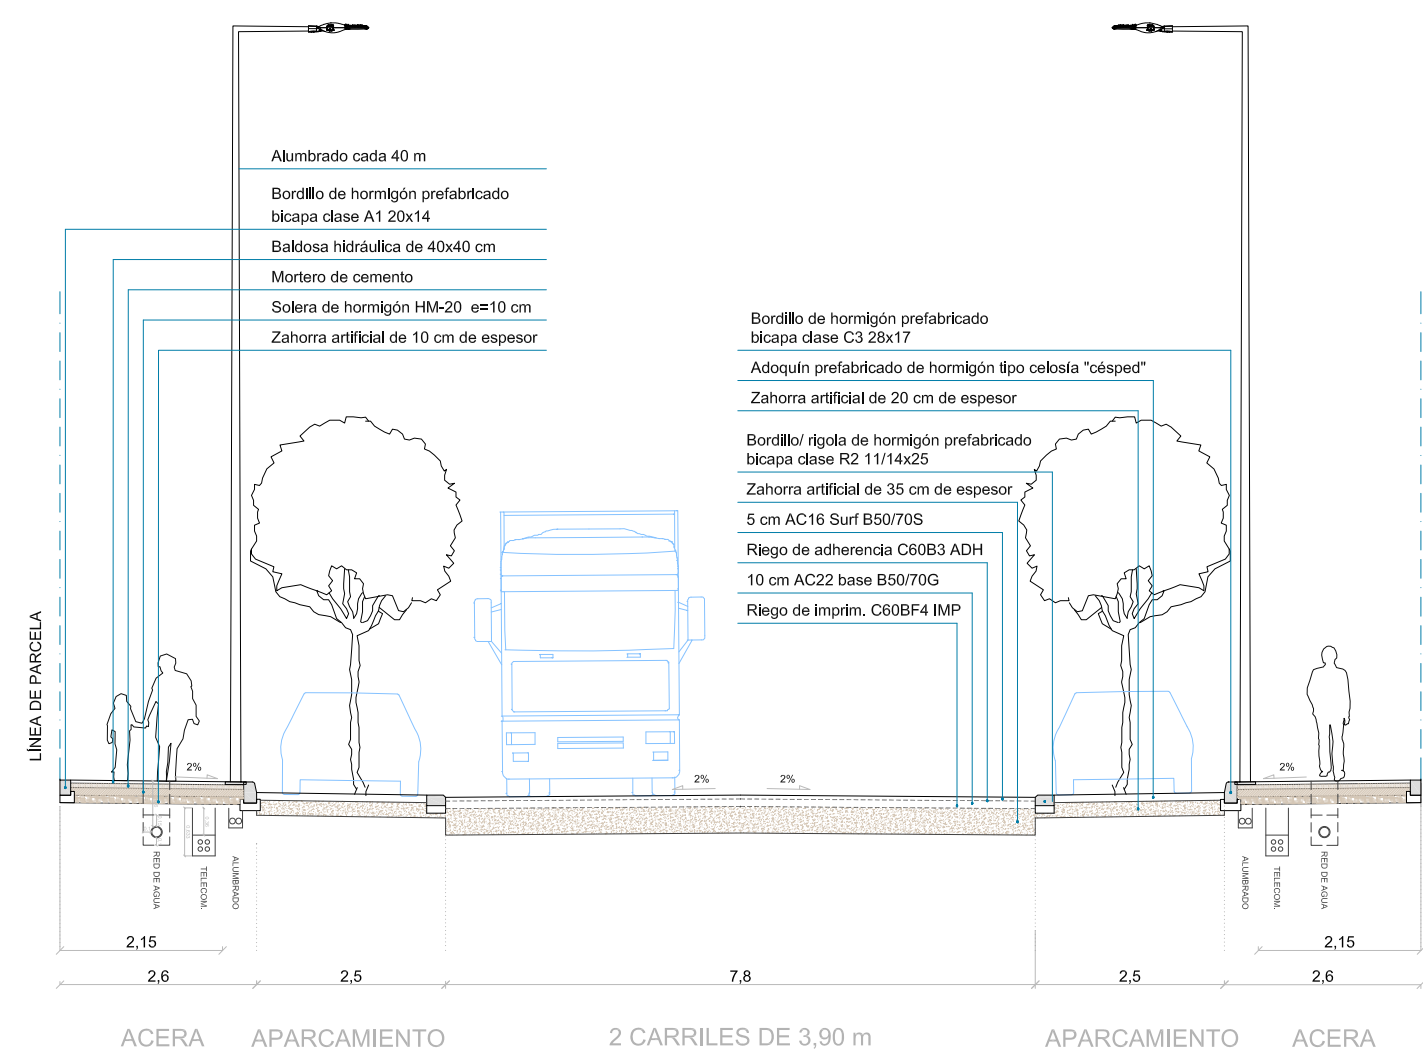 Alumbrado cada 40 m
Bordillo de hormigón prefabricado
bicapa clase A1 20x14
Baldosa hidráulica de 40x40 cm
Mortero de cemento
Solera de hormigón HM-20 e=10 cm
Zahorra artificial de 10 cm de espesor
Bordillo de hormigón prefabricado
bicapa clase C3 28x17
Adoquín prefabricado de hormigón tipo celosía "césped"
Zahorra artificial de 20 cm de espesor
Bordillo/ rigola de hormigón prefabricado
bicapa clase R2 11/14x25
Zahorra artificial de 35 cm de espesor
5 cm AC16 Surf B50/70S
Riego de adherencia C60B3 ADH
10 cm AC22 base B50/70G
Riego de imprim. C60BF4 IMP
LÍNEA DE PARCELA
2%
2%
2%
2%
RED DE AGUA
TELECOM.
ALUMBRADO
ALUMBRADO
TELECOM.
RED DE AGUA
2,15
2,15
2,6
2,5
7,8
2,5
2,6
ACERA
APARCAMIENTO
2 CARRILES DE 3,90 m
APARCAMIENTO
ACERA